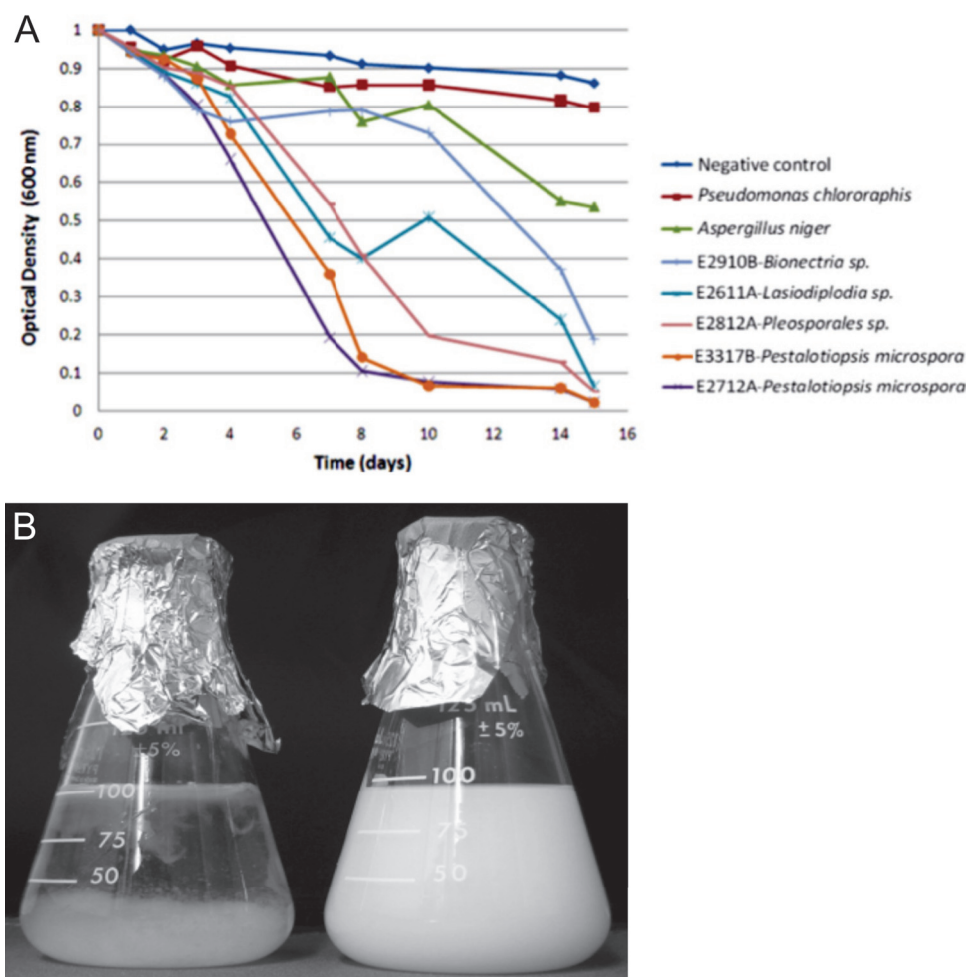 A
Optical Density (600nm)
1
0.9
0.8
0.7
0.6
0.5
0.4
0.3
0.2
0.1
0
0 2 4 6 8 10 12 14 16
Time (days)
Negative control
Pseudomonas chlororaphis
Aspergillus niger
E2910B-Bionectria sp.
E2611A-Lasiodiplodia sp.
E2812A-Pleosporales sp.
E3317B-Pestalotiopsis microspora
E2712A-Pestalotiopsis microspora
B
±5%
100
75
50
125 mL
±5%
100
75
50